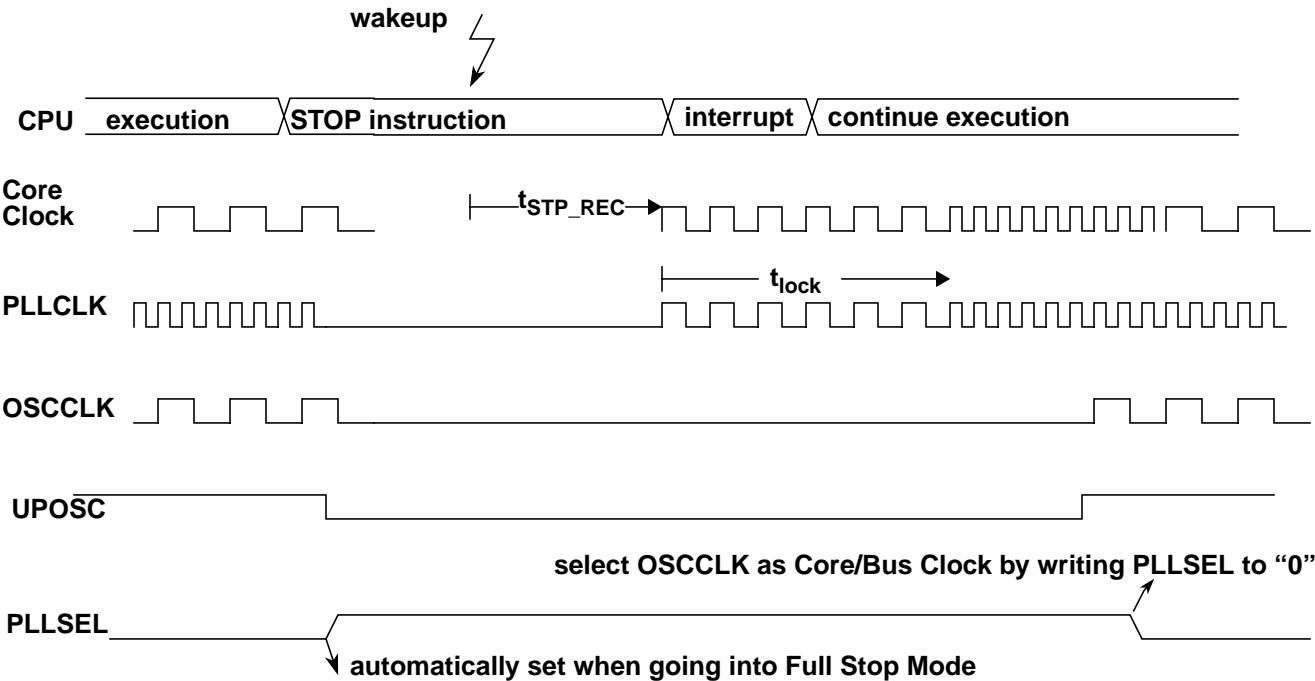 wakeup
CPU execution STOP instruction interrupt continue execution
Core
Clock
tSTP_REC
tlock
PLLCLK
OSCCLK
UPOSC
select OSCCLK as Core/Bus Clock by writing PLLSEL to “0”
PLLSEL
automatically set when going into Full Stop Mode